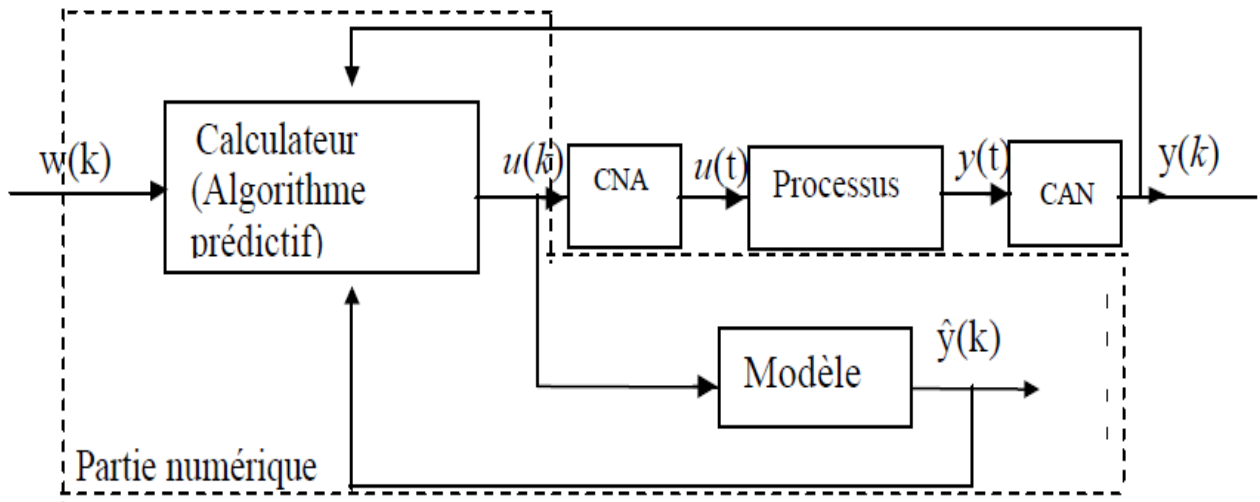 w(k)
Calculateur
(Algorithme
prédictif)
u(k)
CNA
u(t)
Processus
y(t)
CAN
y(k)
Modèle
ŷ(k)
Partie numérique